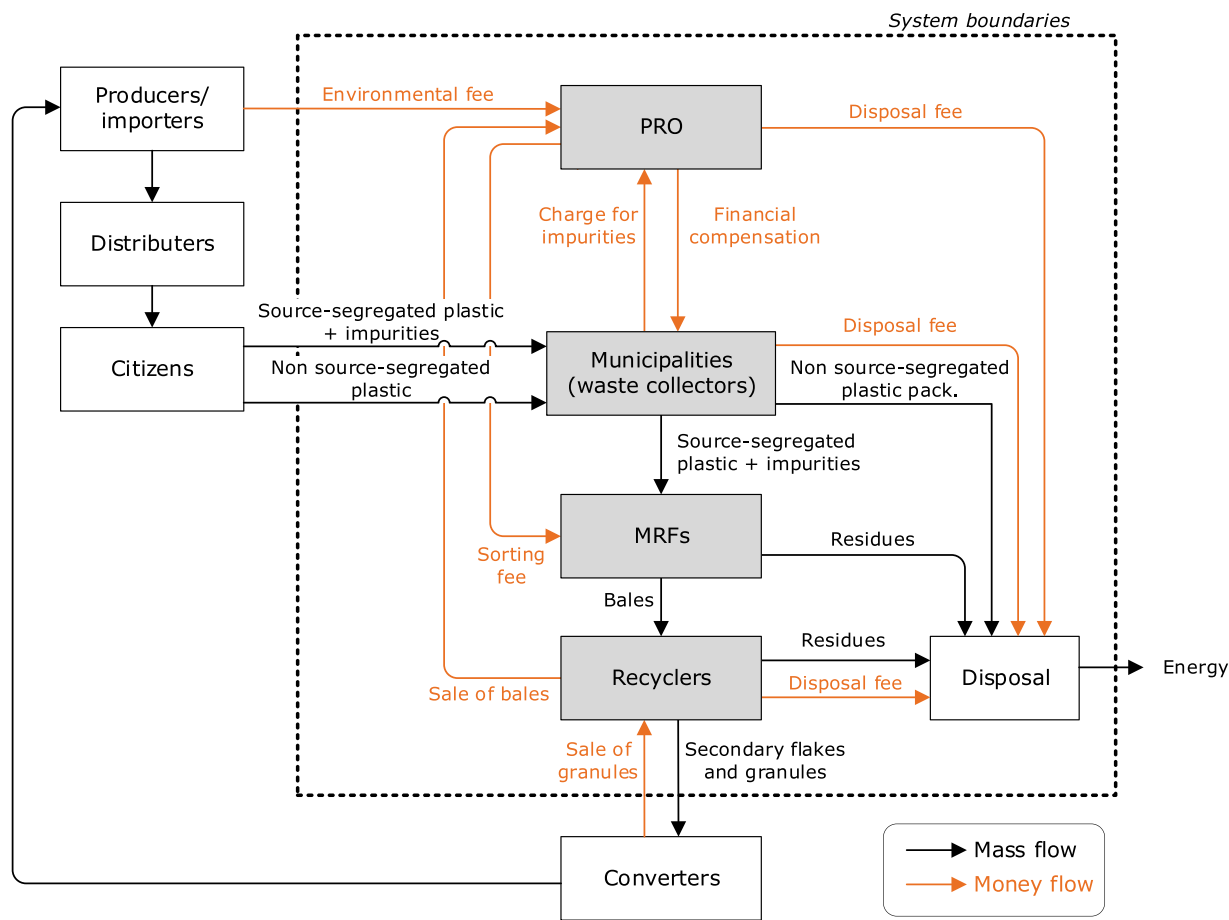 System boundaries
Producers/
importers
Environmental fee
PRO
Disposal fee
Charge for
impurities
Financial
compensation
Distributers
Source-segregated plastic
+ impurities
Citizens
Non source-segregated
plastic
Municipalities
(waste collectors)
Disposal fee
Non source-segregated
plastic pack.
Source-segregated
plastic + impurities
MRFs
Sorting
fee
Residues
Bales
Recyclers
Residues
Disposal fee
Sale of bales
Disposal
Energy
Sale of
granules
Secondary flakes
and granules
Converters
Mass flow
Money flow